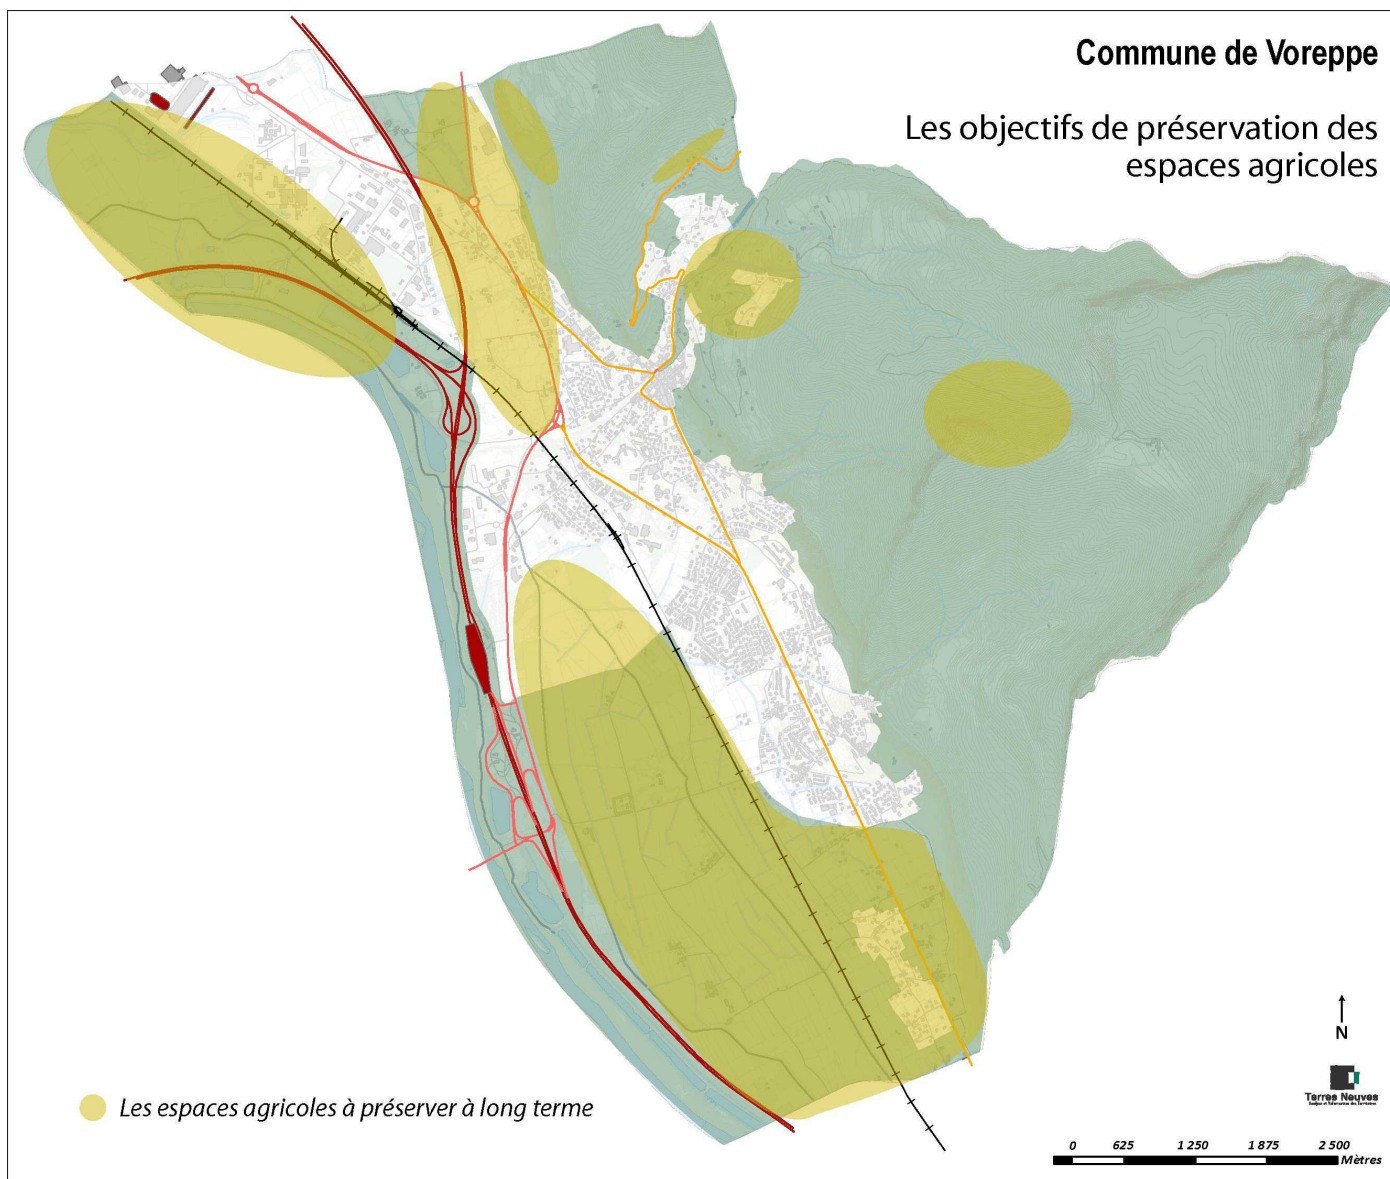 Commune de Voreppe
Les objectifs de préservation des
espaces agricoles
Les espaces agricoles à préserver à long terme
N
Terres Neuves
0 625 1 250 1 875 2 500
Mètres